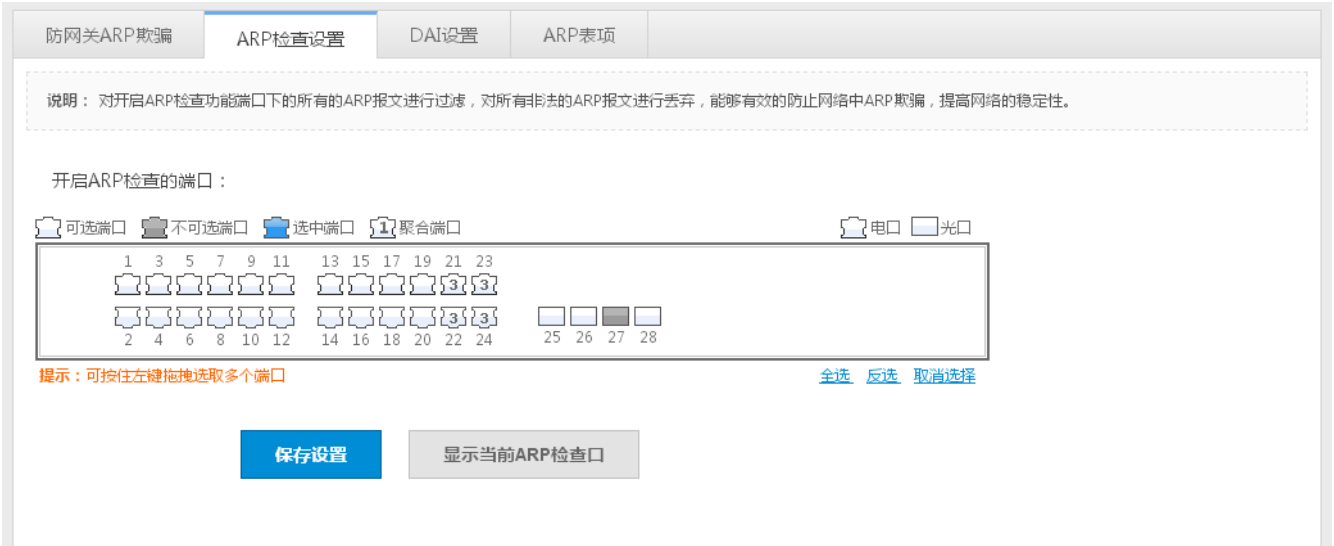 防网关ARP欺骗 ARP检查设置 DAI设置 ARP表项
说明： 对开启ARP检查功能端口下的所有的ARP报文进行过滤，对所有非法的ARP报文进行丢弃，能够有效的防止网络中ARP欺骗，提高网络的稳定性。
开启ARP检查的端口：
可选端口 不可选端口 选中端口 1 聚合端口 电口 光口
1 3 5 7 9 11 13 15 17 19 21 23
3 3
3 3
2 4 6 8 10 12 14 16 18 20 22 24 25 26 27 28
提示：可按住左键拖拽选取多个端口 全选 反选 取消选择
保存设置 显示当前ARP检查口